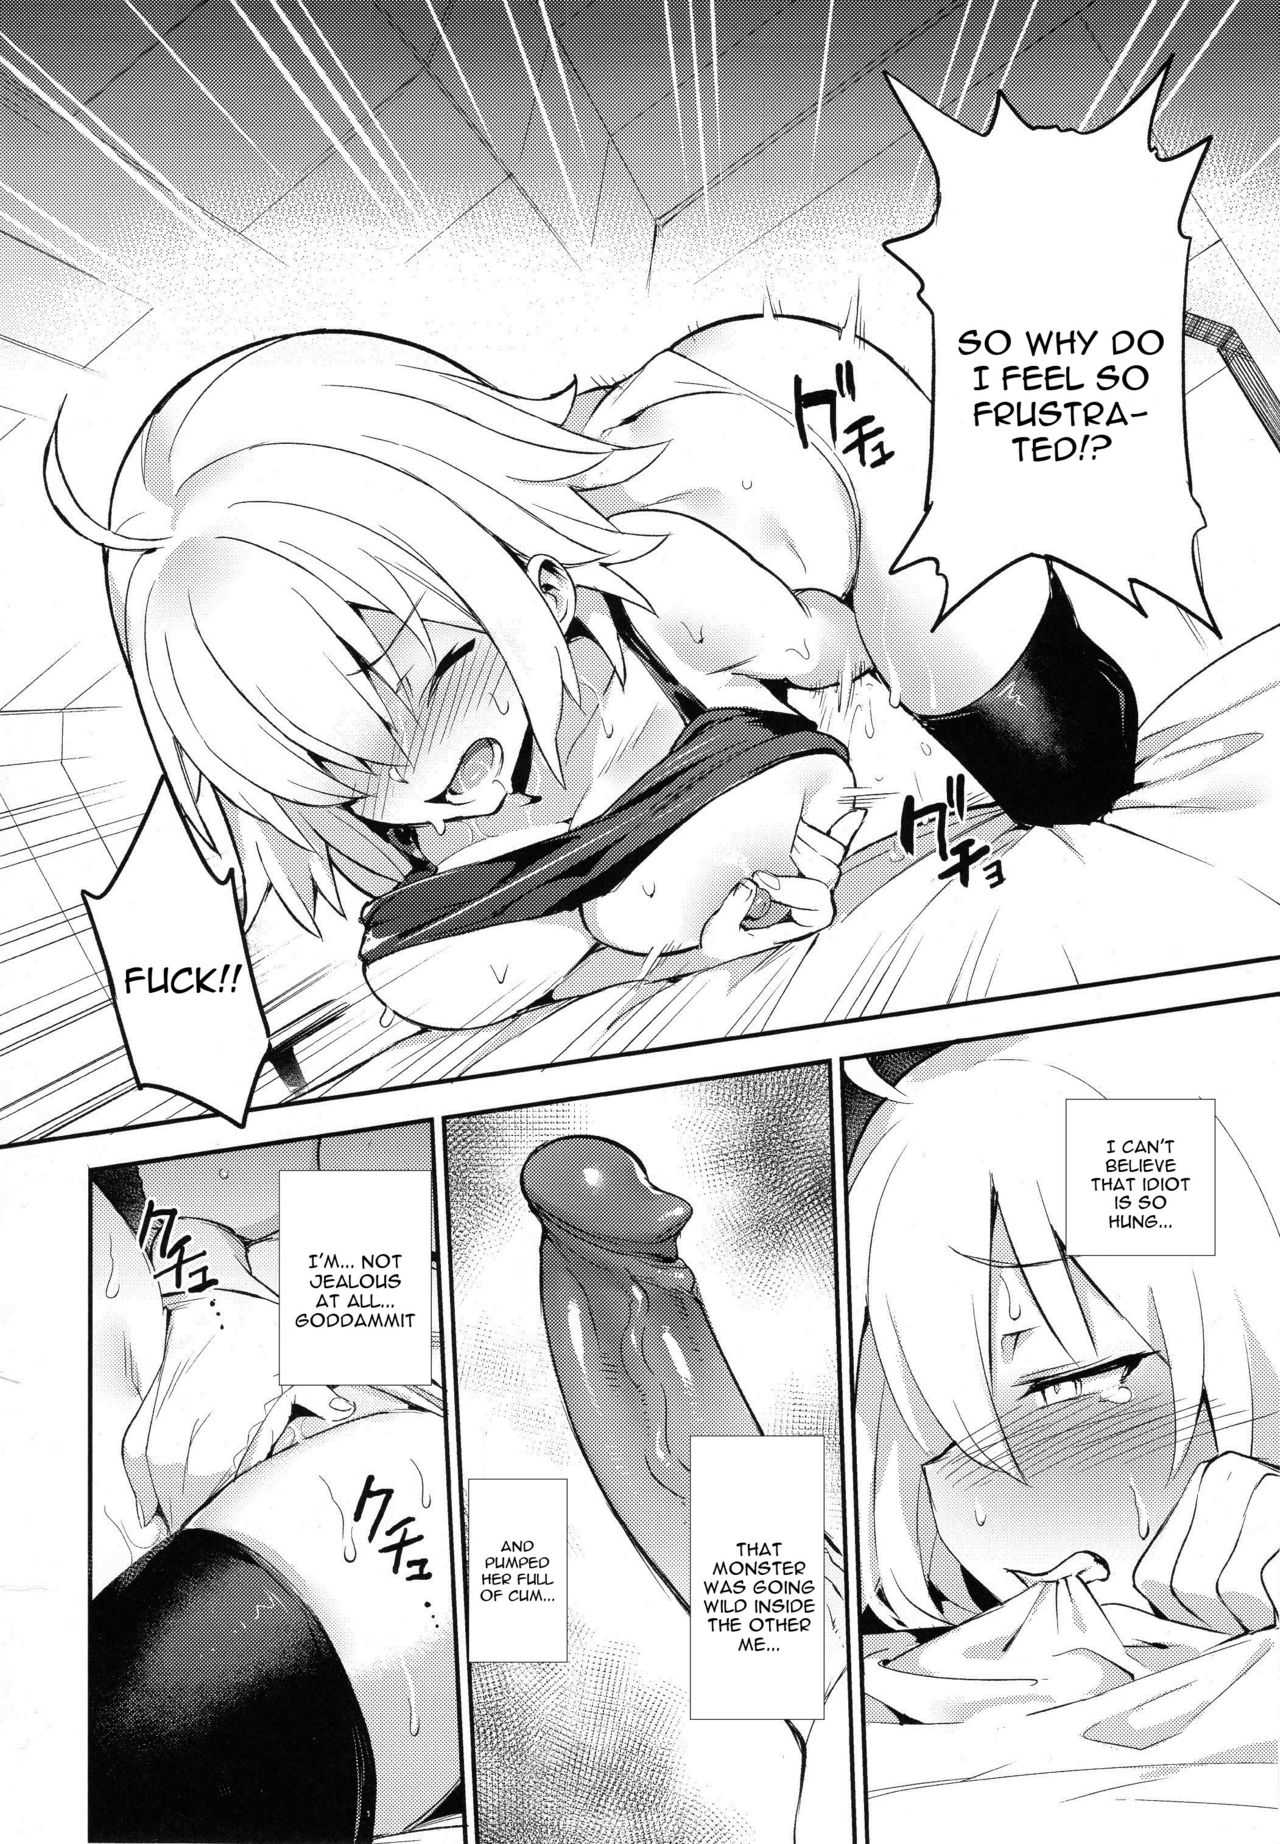 SO WHY DO
I FEEL SO
FRUSTRA-
TED!?
グチュ
グチョ
FUCK!!
I CAN'T
BELIEVE
THAT IDIOT
IS SO
HUNG...
THAT
MONSTER
WAS GOING
WILD INSIDE
THE OTHER
ME...
AND
PUMPED
HER FULL
OF CUM...
I'M... NOT
JEALOUS
AT ALL...
GODDAMMIT
クチュ…
クチュ…